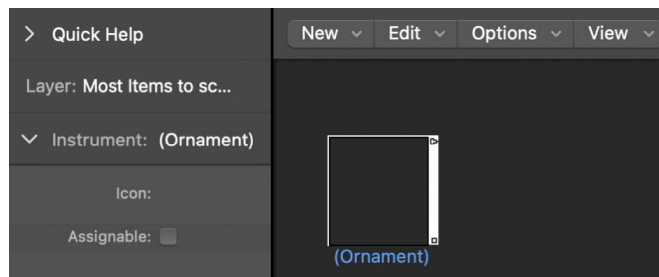 Quick Help
New Edit Options View
Layer: Most Items to sc...
Instrument: (Ornament)
Icon:
Assignable:
(Ornament)